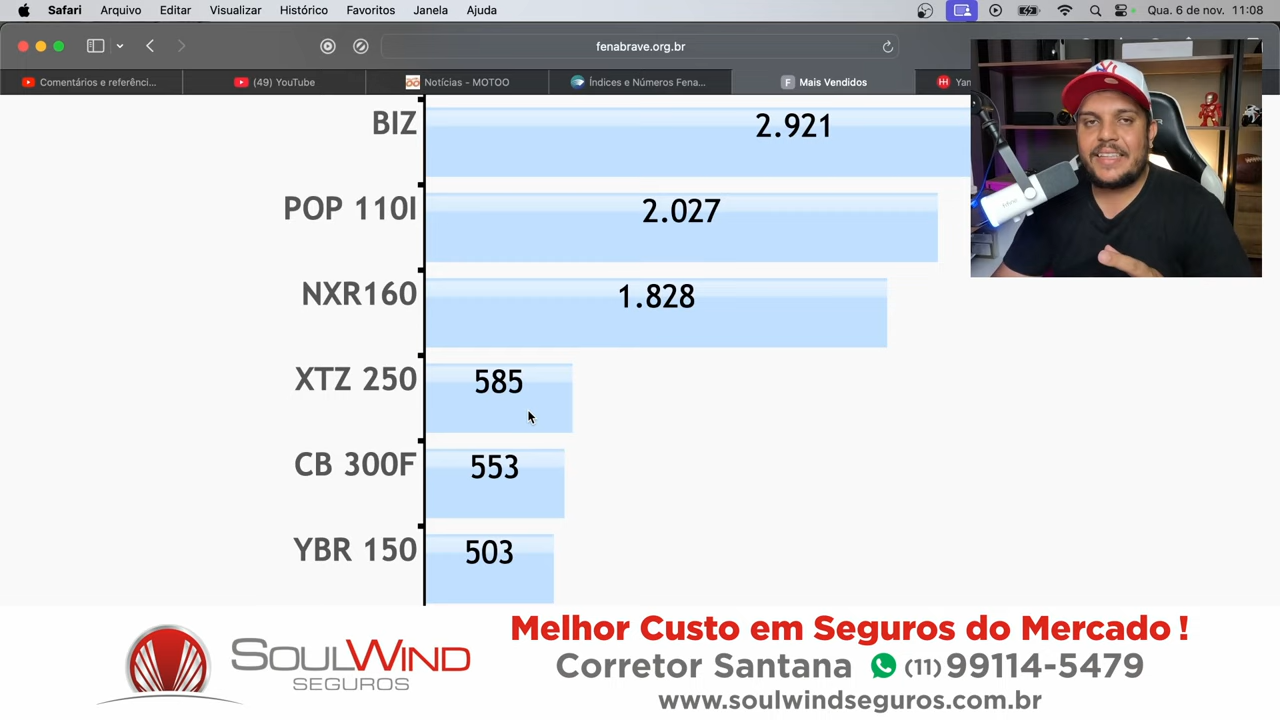 Safari Arquivo Editar Visualizar Histórico Favoritos Janela Ajuda Qua. 6 de nov. 11:08
fenabrave.org.br
Comentários e referênci... (49) YouTube Notícias - MOTOO Índices e Números Fena... F Mais Vendidos Yam
BIZ 2.921
POP 110I 2.027
NXR160 1.828
XTZ 250 585
CB 300F 553
YBR 150 503
SOULWIND
SEGUROS
Melhor Custo em Seguros do Mercado !
Corretor Santana (11) 99114-5479
www.soulwindseguros.com.br